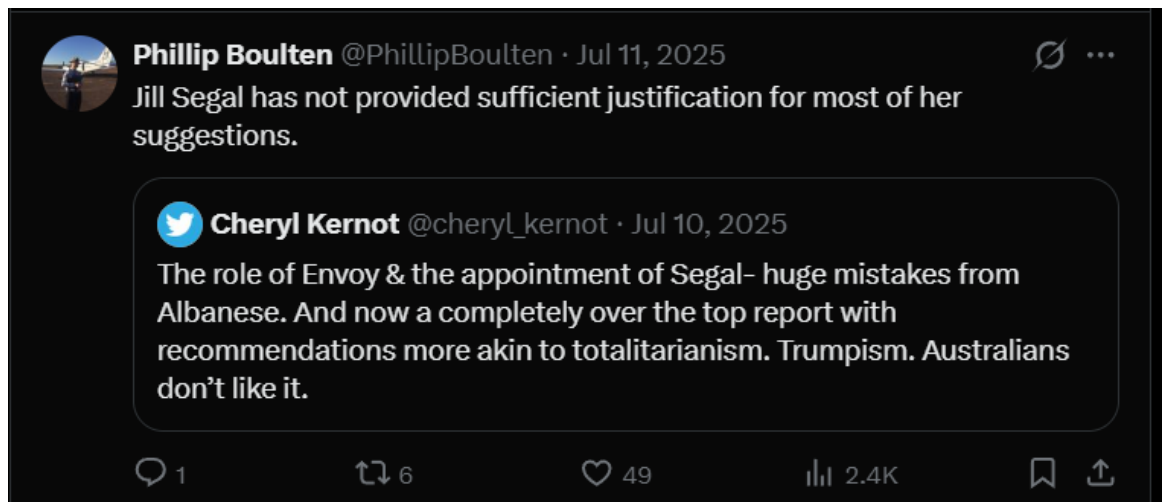 Phillip Boulten @PhillipBoulten · Jul 11, 2025
Jill Segal has not provided sufficient justification for most of her
suggestions.
Cheryl Kernot @cheryl_kernot · Jul 10, 2025
The role of Envoy & the appointment of Segal- huge mistakes from
Albanese. And now a completely over the top report with
recommendations more akin to totalitarianism. Trumpism. Australians
don’t like it.
1 6 49 2.4K